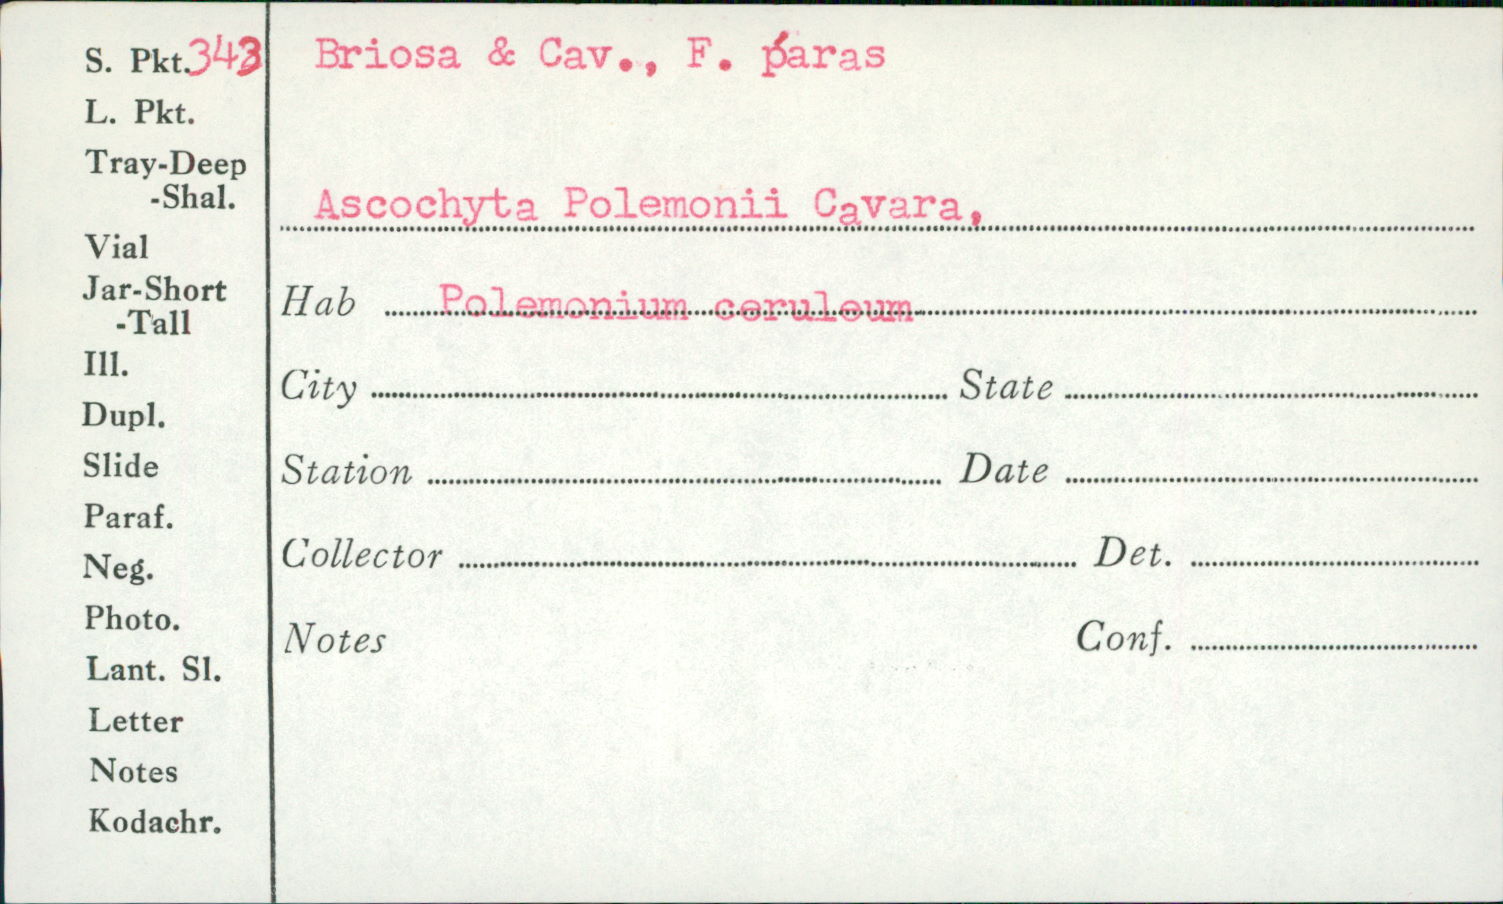 S. Pkt. 343
L. Pkt.
Tray-Deep
-Shal.
Vial
Jar-Short
-Tall
Ill.
Dupl.
Slide
Paraf.
Neg.
Photo.
Lant. Sl.
Letter
Notes
Kodachr.
Briosa & Cav., F. paras
Ascochyta Polemonii Cavara,
Hab Polemonium ceruleum
City State
Station Date
Collector Det.
Notes Conf.